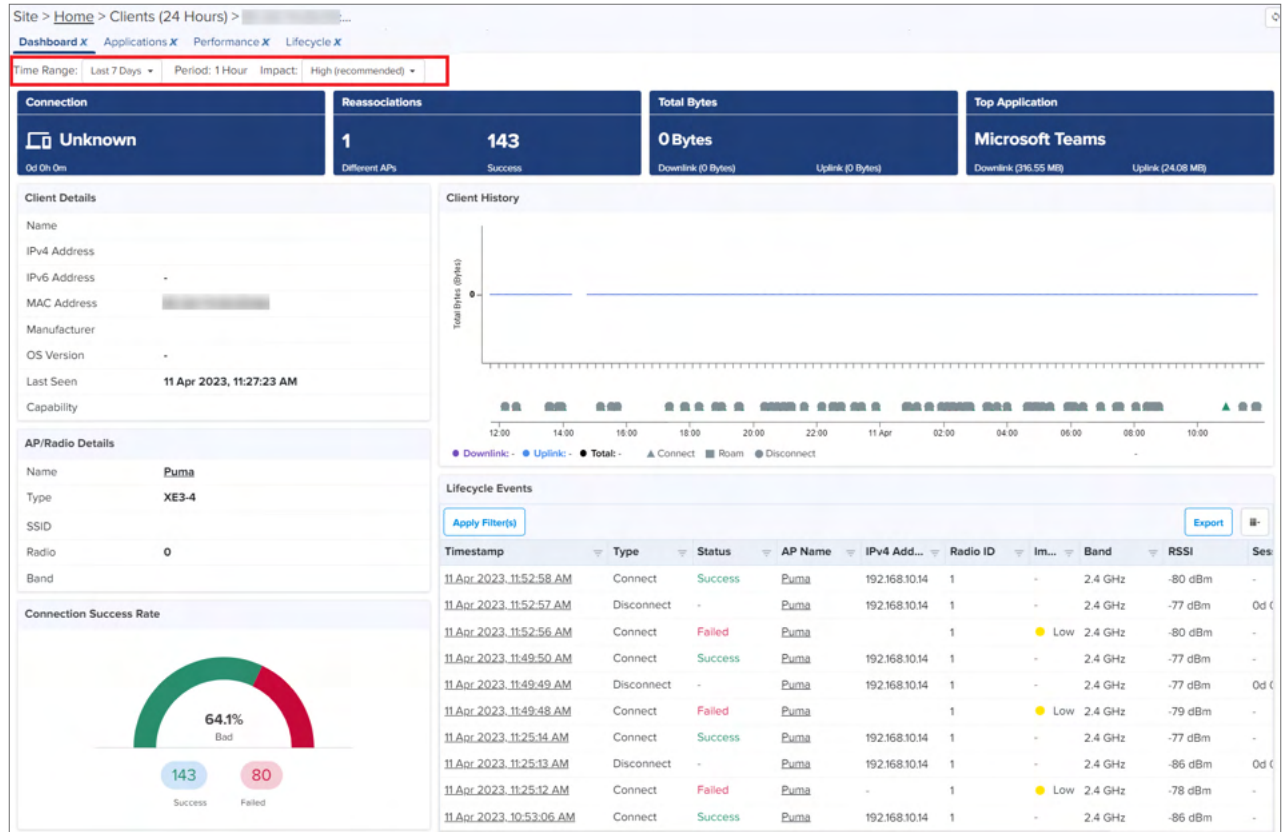 Site > Home > Clients (24 Hours) > ...
Dashboard X Applications X Performance X Lifecycle X
Time Range: Last 7 Days Period: 1 Hour Impact: High (recommended)
Connection
Unknown
0d 0h 0m
Reassociations
1 143
Different APs Success
Total Bytes
0 Bytes
Downlink (0 Bytes) Uplink (0 Bytes)
Top Application
Microsoft Teams
Downlink (316.55 MB) Uplink (24.08 MB)
Client Details
Name
IPv4 Address
IPv6 Address -
MAC Address
Manufacturer
OS Version -
Last Seen 11 Apr 2023, 11:27:23 AM
Capability
AP/Radio Details
Name Puma
Type XE3-4
SSID
Radio 0
Band
Connection Success Rate
64.1%
Bad
143 80
Success Failed
Client History
Total Bytes (Bytes)
0
12:00 14:00 16:00 18:00 20:00 22:00 11 Apr 02:00 04:00 06:00 08:00 10:00
Downlink: - Uplink: - Total: - Connect Roam Disconnect -
Lifecycle Events
Apply Filter(s) Export
Timestamp Type Status AP Name IPv4 Add... Radio ID Im... Band RSSI Ses
11 Apr 2023, 11:52:58 AM Connect Success Puma 192.168.10.14 1 - 2.4 GHz -80 dBm -
11 Apr 2023, 11:52:57 AM Disconnect - Puma 192.168.10.14 1 - 2.4 GHz -77 dBm 0d
11 Apr 2023, 11:52:56 AM Connect Failed Puma 1 Low 2.4 GHz -80 dBm -
11 Apr 2023, 11:49:50 AM Connect Success Puma 192.168.10.14 1 - 2.4 GHz -77 dBm -
11 Apr 2023, 11:49:49 AM Disconnect - Puma 192.168.10.14 1 - 2.4 GHz -77 dBm 0d
11 Apr 2023, 11:49:48 AM Connect Failed Puma 1 Low 2.4 GHz -79 dBm -
11 Apr 2023, 11:25:14 AM Connect Success Puma 192.168.10.14 1 - 2.4 GHz -77 dBm -
11 Apr 2023, 11:25:13 AM Disconnect - Puma 192.168.10.14 1 - 2.4 GHz -86 dBm 0d
11 Apr 2023, 11:25:12 AM Connect Failed Puma - 1 Low 2.4 GHz -78 dBm -
11 Apr 2023, 10:53:06 AM Connect Success Puma 192.168.10.14 1 - 2.4 GHz -86 dBm -